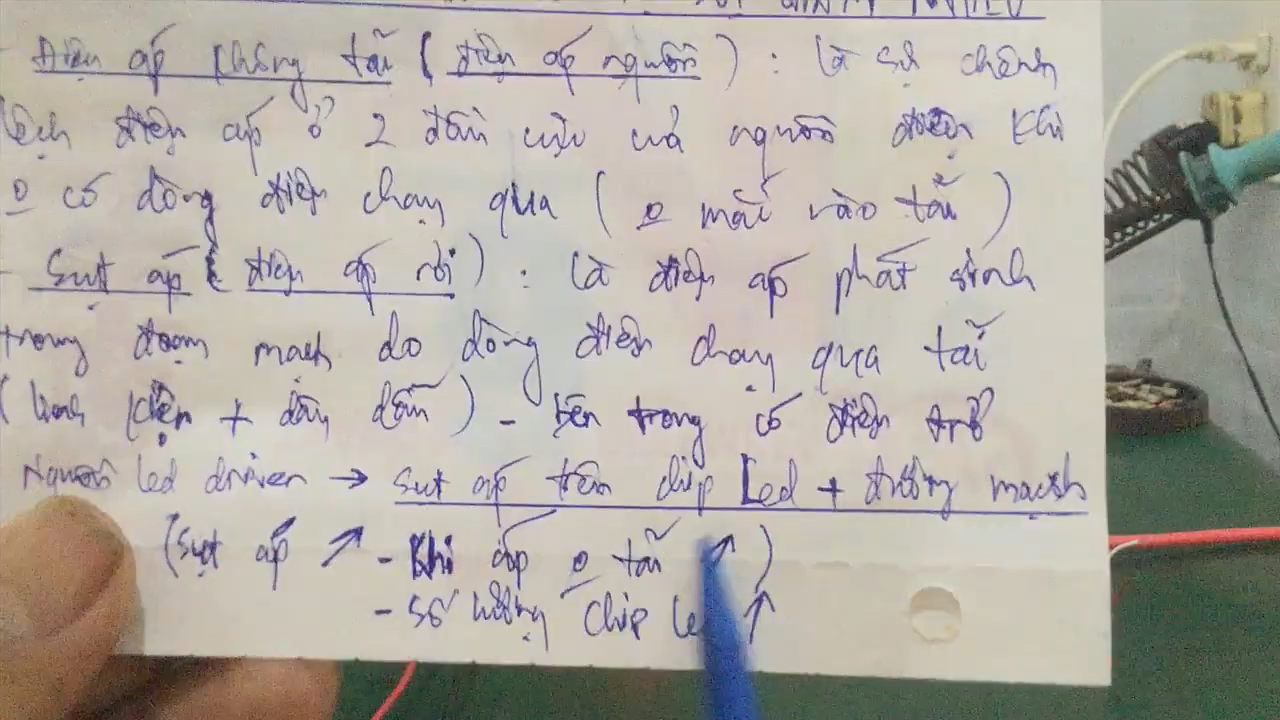 - Điện áp không tải ( điện áp nguồn ) : là sự chênh
lệch điện áp ở 2 đầu cực của nguồn điện khi
o có dòng điện chạy qua ( o mắc vào tải )
- Sụt áp ( điện áp rơi ) : là điện áp phát sinh
trong đoạn mạch do dòng điện chạy qua tải
( linh kiện + dây dẫn ) - bên trong có điện trở
Nguồn led driver → Sụt áp trên chip Led + đường mạch
(Sụt áp ↗ - Khi áp o tải ↗ )
- Số lượng chip led ↗